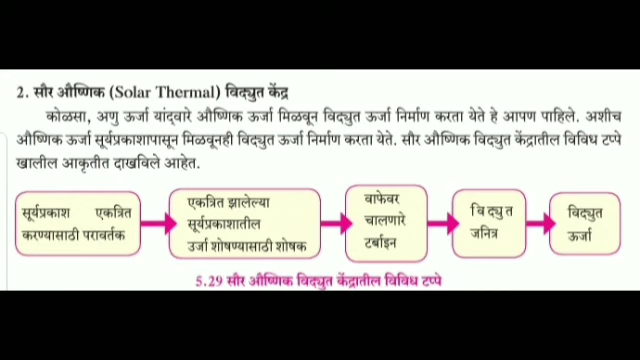 2. सौर औष्णिक (Solar Thermal) विद्युत केंद्र
कोळसा, अणु ऊर्जा यांद्वारे औष्णिक ऊर्जा मिळवून विद्युत ऊर्जा निर्माण करता येते हे आपण पाहिले. अशीच
औष्णिक ऊर्जा सूर्यप्रकाशापासून मिळवूनही विद्युत ऊर्जा निर्माण करता येते. सौर औष्णिक विद्युत केंद्रातील विविध टप्पे
खालील आकृतीत दाखविले आहेत.
सूर्यप्रकाश एकत्रित
करण्यासाठी परावर्तक
एकत्रित झालेल्या
सूर्यप्रकाशातील
उर्जा शोषण्यासाठी शोषक
वाफेवर
चालणारे
टर्बाइन
विद्युत
जनित्र
विद्युत
ऊर्जा
5.29 सौर औष्णिक विद्युत केंद्रातील विविध टप्पे